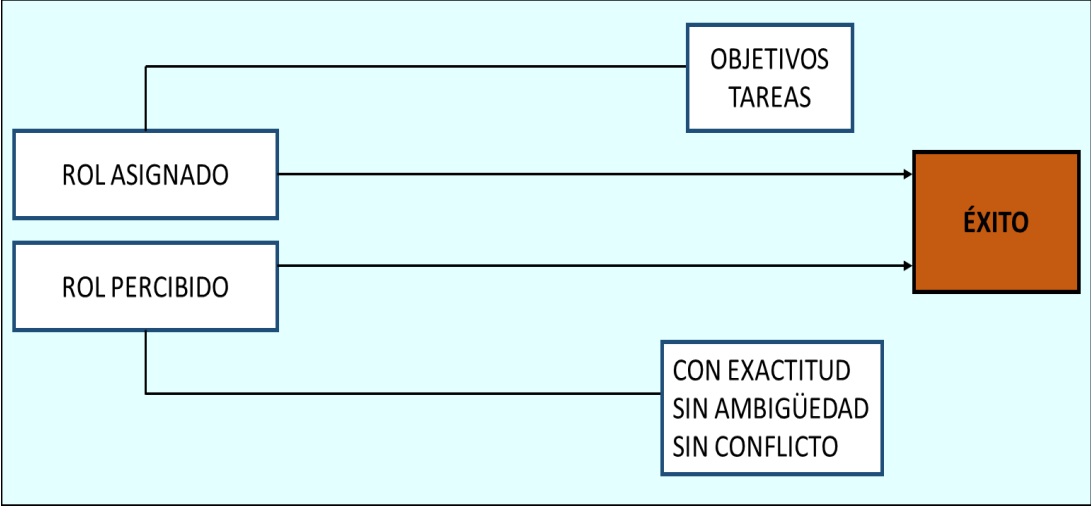 OBJETIVOS
TAREAS
ROL ASIGNADO
ÉXITO
ROL PERCIBIDO
CON EXACTITUD
SIN AMBIGÜEDAD
SIN CONFLICTO